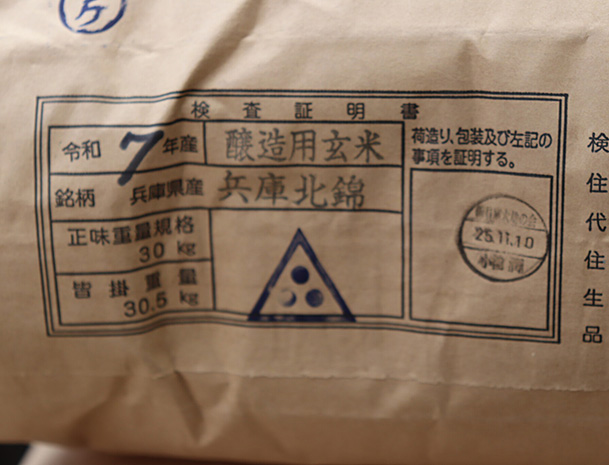 ケ
検査証明書
令和 7 年産 醸造用玄米
銘柄 兵庫県産 兵庫北錦
正味重量規格
30 kg
皆掛重量
30.5 kg
荷造り、包装及び左記の
事項を証明する。
25.11.10
検
住
代
住
生
品